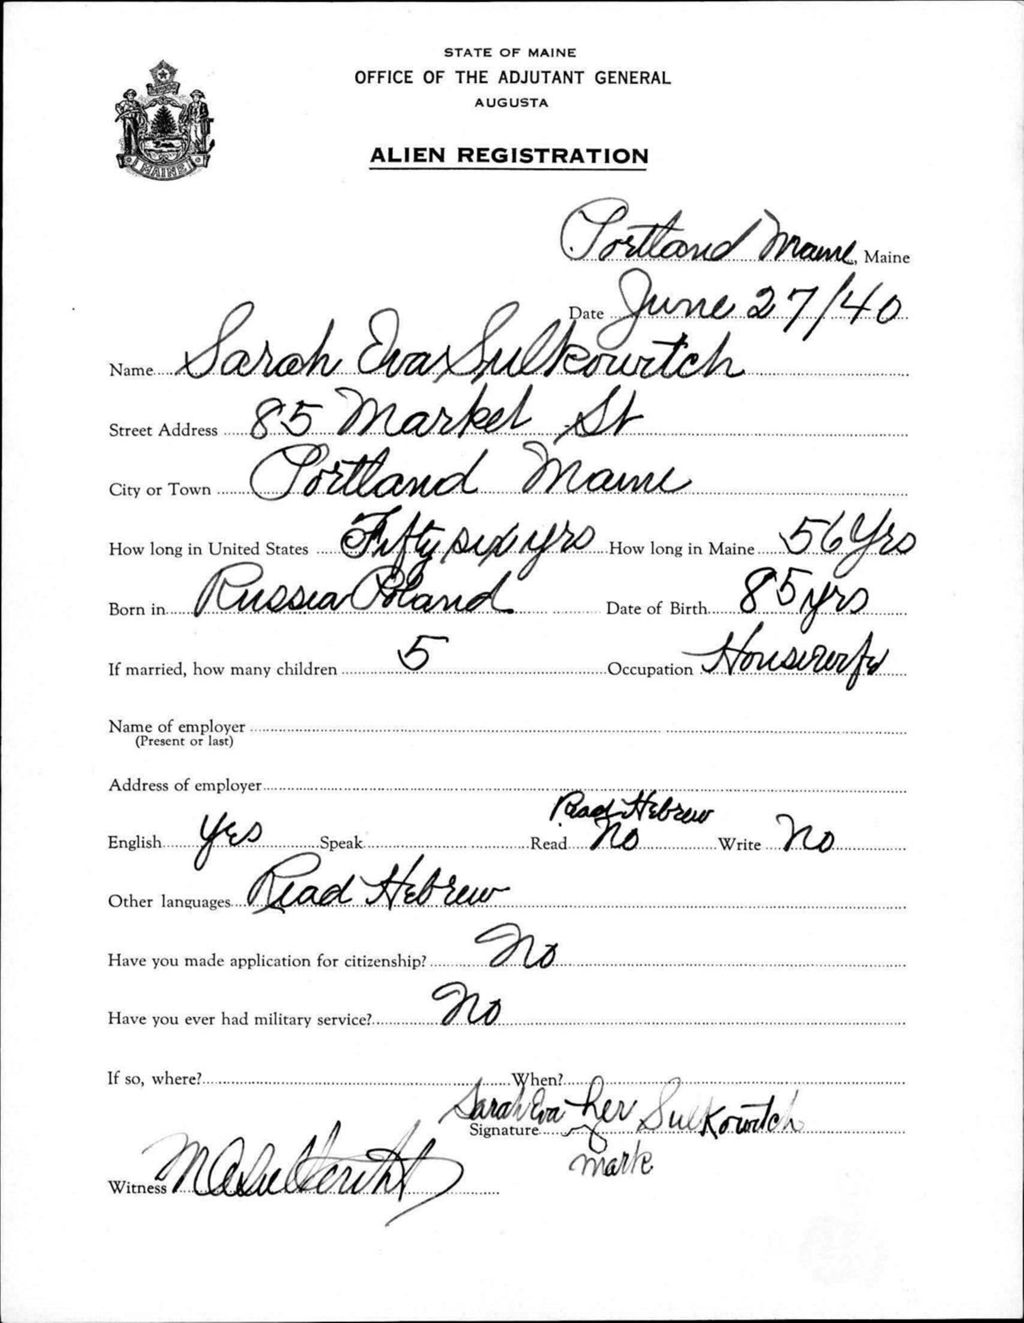 STATE OF MAINE
OFFICE OF THE ADJUTANT GENERAL
AUGUSTA
ALIEN REGISTRATION
MAINE
Portland Maine, Maine
Date June 27/40
Name Sarah Eva Sulkowitch
Street Address 85 Market St
City or Town Portland Maine
How long in United States Fifty six yrs How long in Maine 56 Yrs
Born in Russia Poland Date of Birth 85 yrs
If married, how many children 5 Occupation Housewife
Name of employer
(Present or last)
Address of employer
Read Hebrew
English Yes Speak Read No Write No
Other languages Read Hebrew
Have you made application for citizenship? No
Have you ever had military service? No
If so, where? When?
Signature Sarah Eva her Sulkowitch
mark
Witness